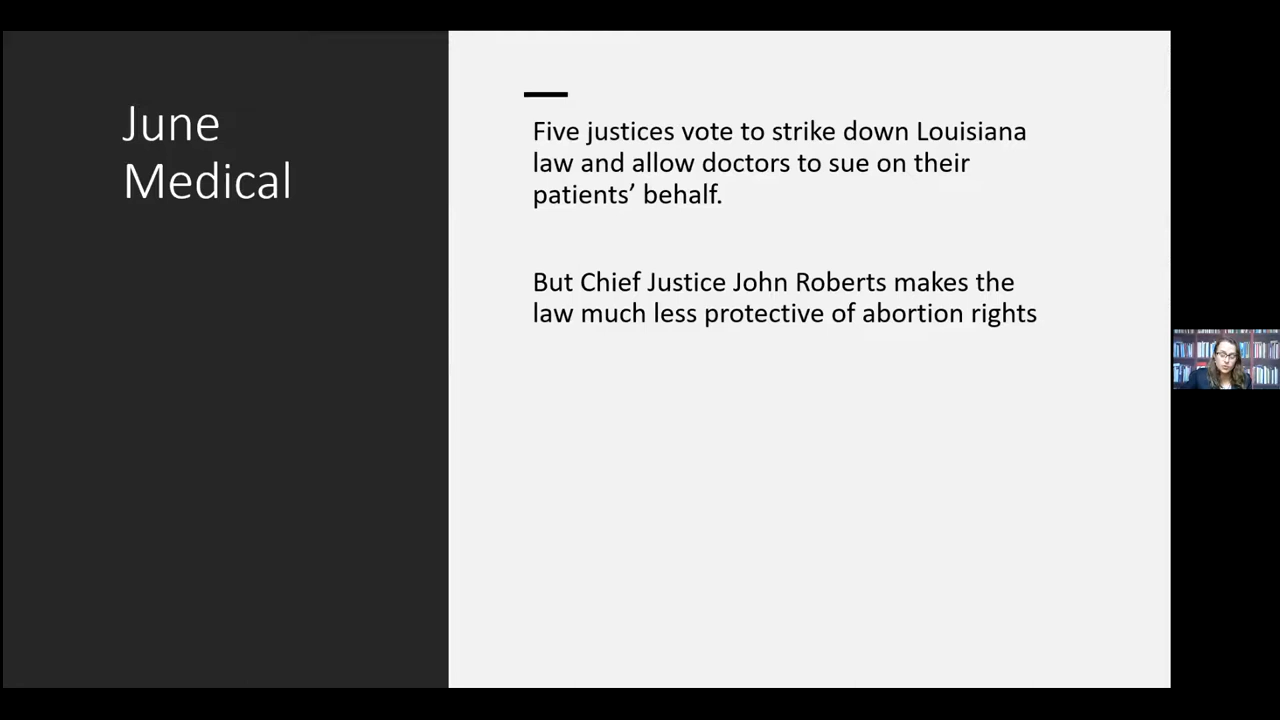 June
Medical
Five justices vote to strike down Louisiana
law and allow doctors to sue on their
patients’ behalf.
But Chief Justice John Roberts makes the
law much less protective of abortion rights